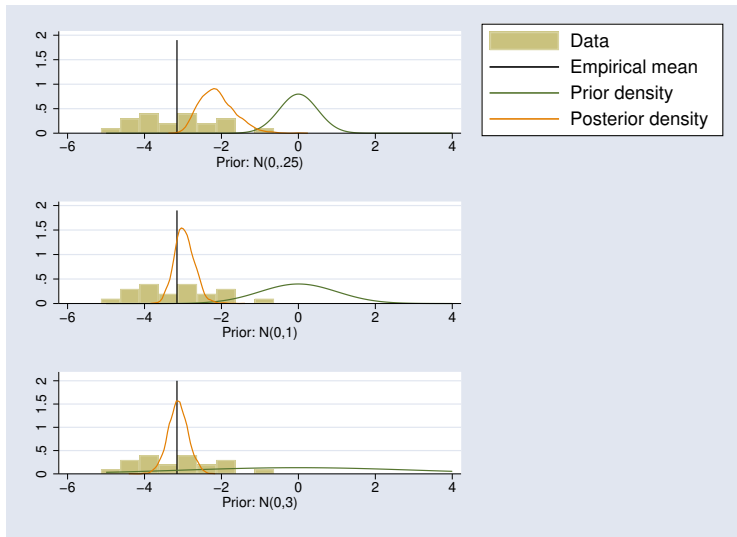 Data
Empirical mean
Prior density
Posterior density
0 .5 1 1.5 2
−6 −4 −2 0 2 4
Prior: N(0,.25)
0 .5 1 1.5 2
−6 −4 −2 0 2 4
Prior: N(0,1)
0 .5 1 1.5 2
−6 −4 −2 0 2 4
Prior: N(0,3)